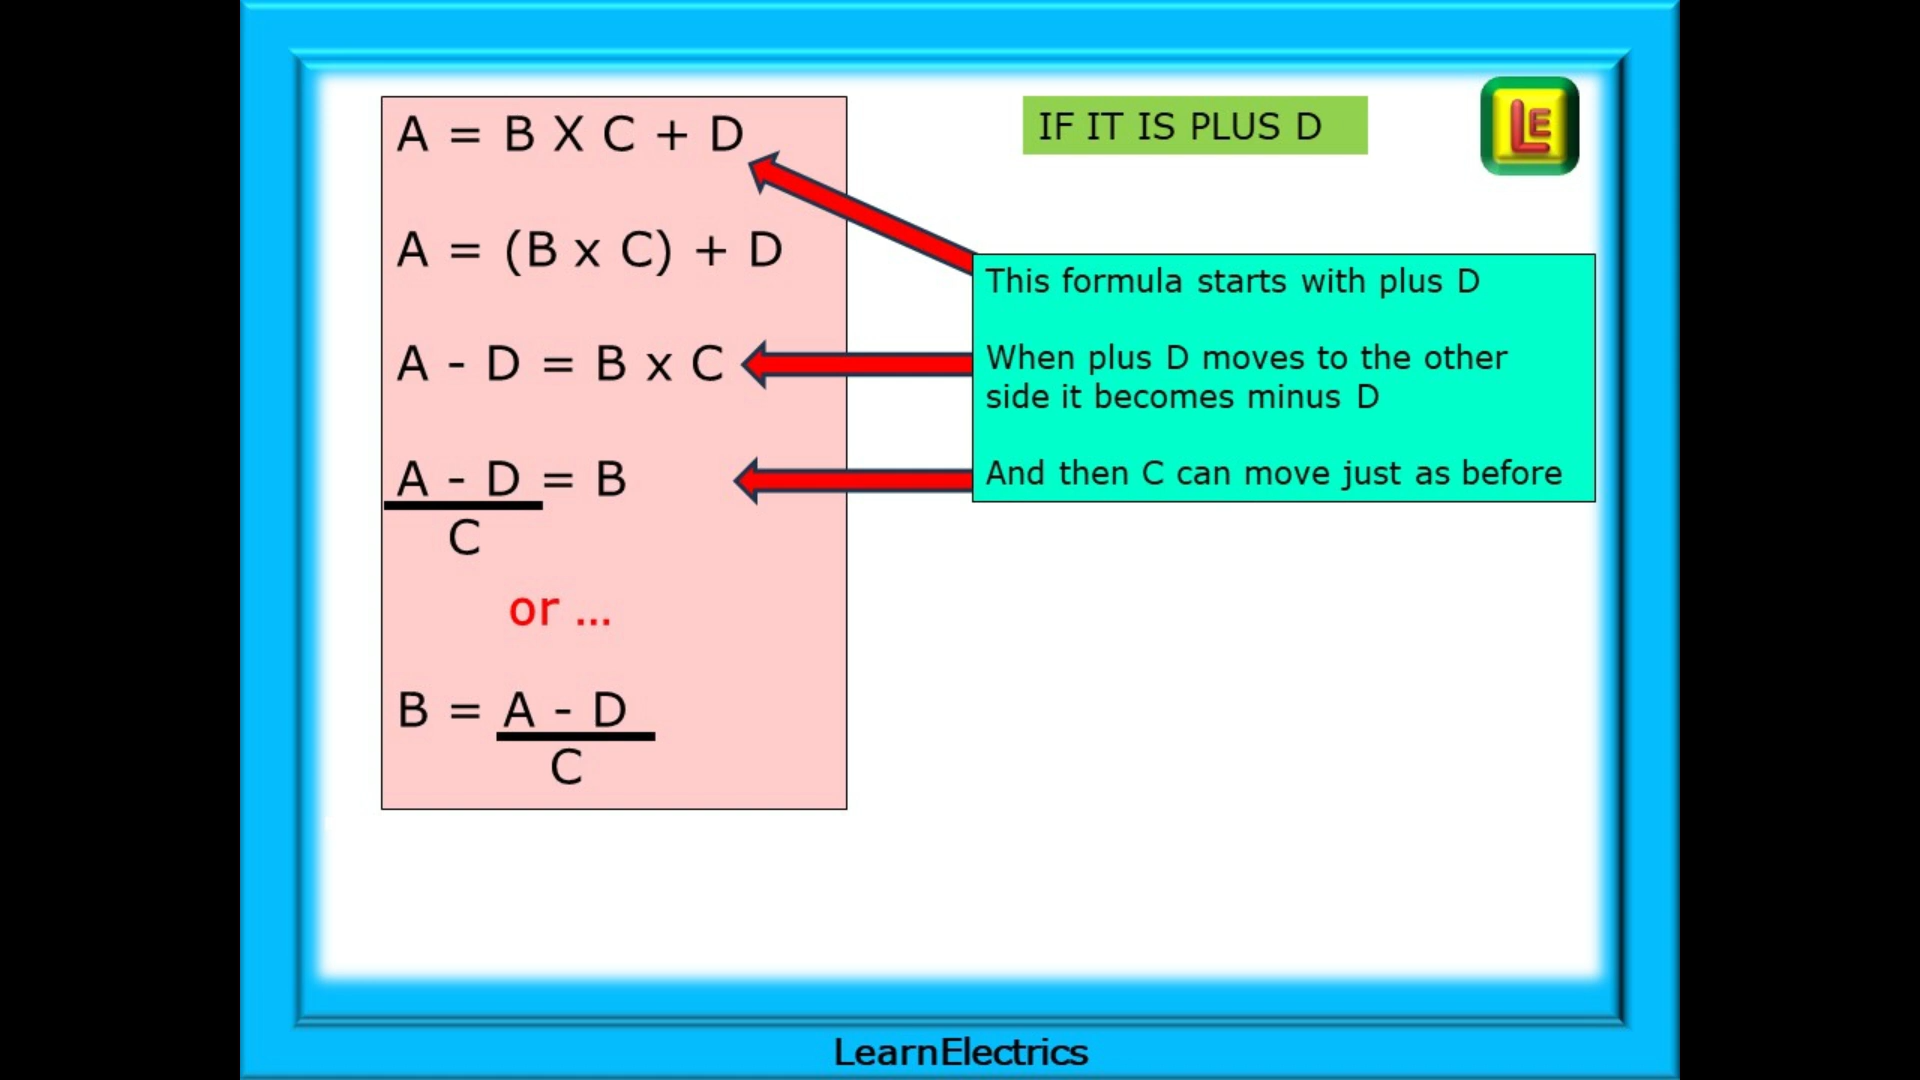 A = B X C + D
A = (B x C) + D
A - D = B x C
A - D = B
C
or ...
B = A - D
C
IF IT IS PLUS D
LE
This formula starts with plus D
When plus D moves to the other
side it becomes minus D
And then C can move just as before
LearnElectrics